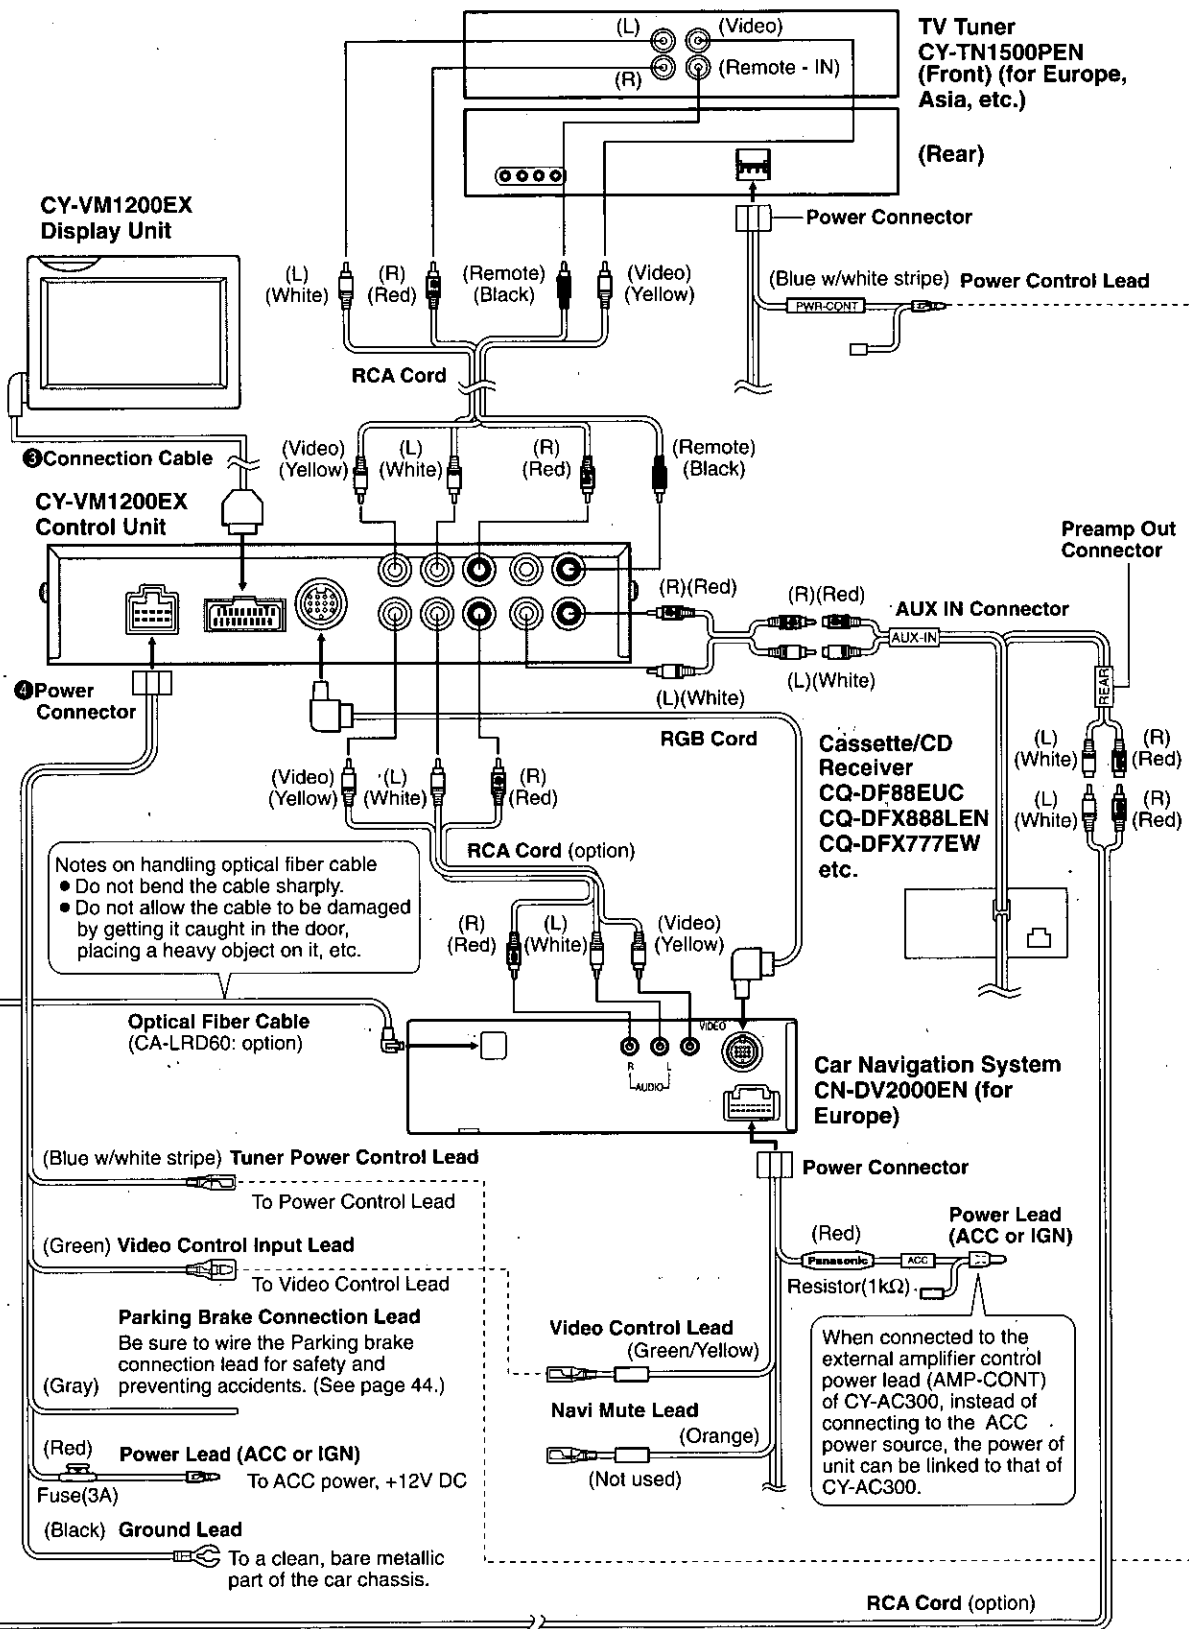 (L)
(Video)
(R)
(Remote - IN)
TV Tuner
CY-TN1500PEN
(Front) (for Europe,
Asia, etc.)
(Rear)
Power Connector
(Blue w/white stripe) Power Control Lead
PWR-CONT
CY-VM1200EX
Display Unit
(L)
(White)
(R)
(Red)
(Remote)
(Black)
(Video)
(Yellow)
RCA Cord
❸Connection Cable
(Video)
(Yellow)
(L)
(White)
(R)
(Red)
(Remote)
(Black)
CY-VM1200EX
Control Unit
Preamp Out
Connector
(R)(Red)
(R)(Red)
AUX IN Connector
AUX-IN
(L)(White)
(L)(White)
REAR
❹Power
Connector
RGB Cord
(L)
(White)
(R)
(Red)
(L)
(White)
(R)
(Red)
Cassette/CD
Receiver
CQ-DF88EUC
CQ-DFX888LEN
CQ-DFX777EW
etc.
(Video)
(Yellow)
(L)
(White)
(R)
(Red)
RCA Cord (option)
Notes on handling optical fiber cable
● Do not bend the cable sharply.
● Do not allow the cable to be damaged
by getting it caught in the door,
placing a heavy object on it, etc.
(R)
(Red)
(L)
(White)
(Video)
(Yellow)
Optical Fiber Cable
(CA-LRD60: option)
VIDEO
R
L
AUDIO
Car Navigation System
CN-DV2000EN (for
Europe)
Power Connector
(Blue w/white stripe) Tuner Power Control Lead
To Power Control Lead
(Green) Video Control Input Lead
To Video Control Lead
Parking Brake Connection Lead
Be sure to wire the Parking brake
connection lead for safety and
(Gray) preventing accidents. (See page 44.)
(Red) Power Lead (ACC or IGN)
To ACC power, +12V DC
Fuse(3A)
(Black) Ground Lead
To a clean, bare metallic
part of the car chassis.
Power Lead
(ACC or IGN)
(Red)
Panasonic
ACC
Resistor(1kΩ)
Video Control Lead
(Green/Yellow)
Navi Mute Lead
(Orange)
(Not used)
When connected to the
external amplifier control
power lead (AMP-CONT)
of CY-AC300, instead of
connecting to the ACC
power source, the power of
unit can be linked to that of
CY-AC300.
RCA Cord (option)